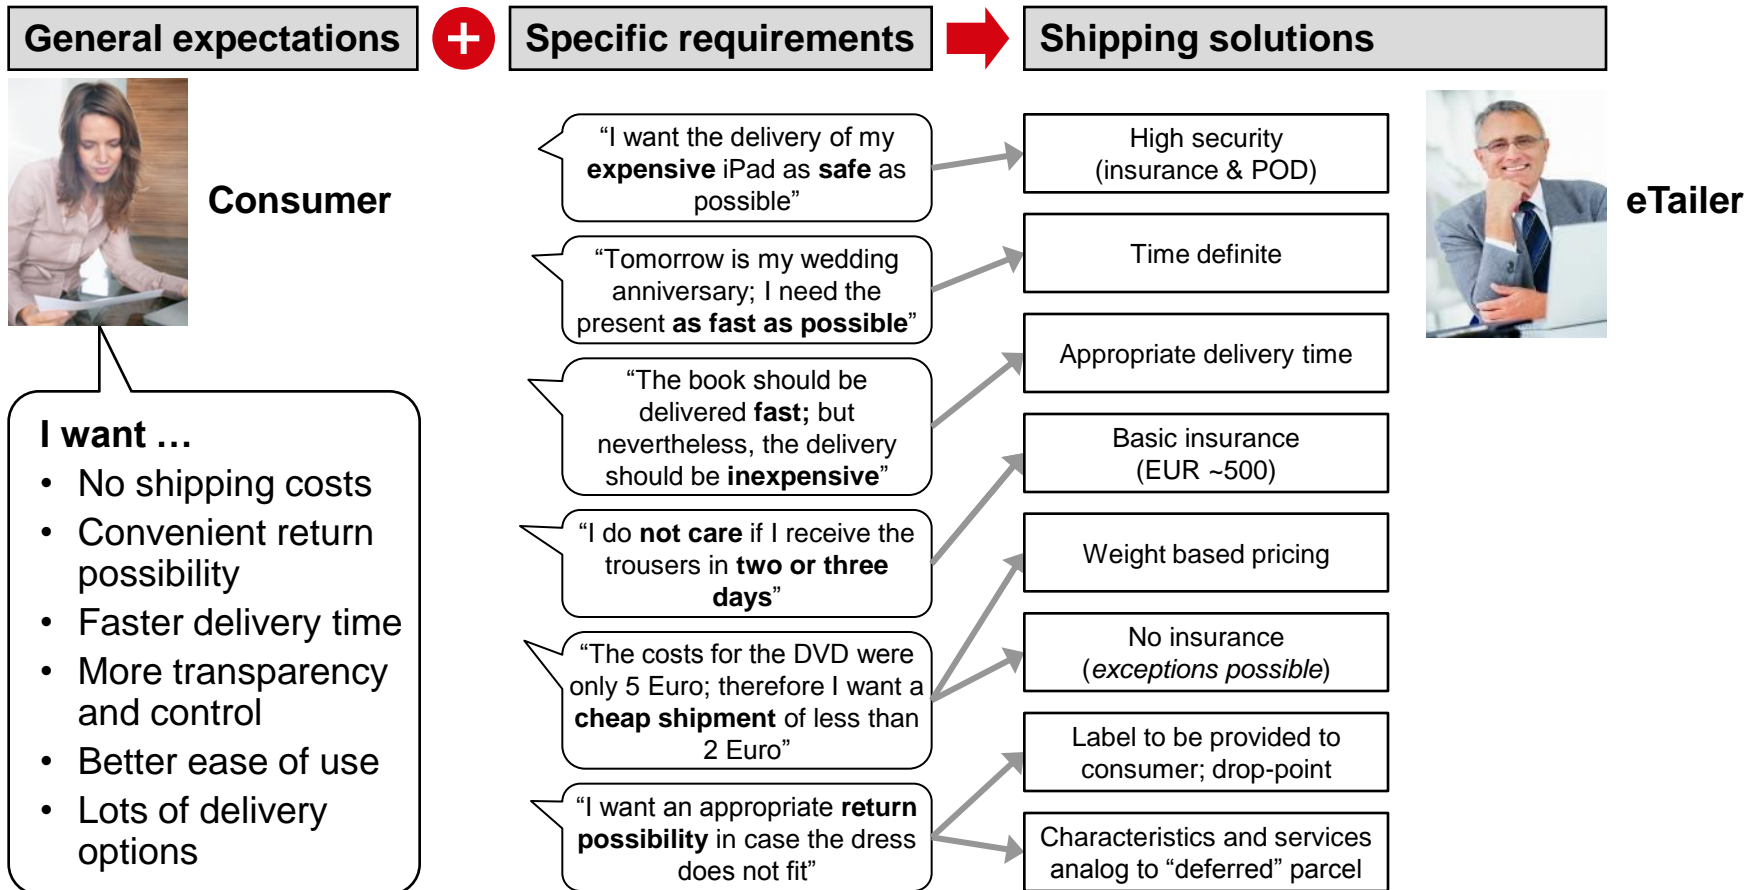 General expectations
+
Specific requirements
Shipping solutions
Consumer
eTailer
I want …
• No shipping costs
• Convenient return
possibility
• Faster delivery time
• More transparency
and control
• Better ease of use
• Lots of delivery
options
“I want the delivery of my
expensive iPad as safe as
possible”
“Tomorrow is my wedding
anniversary; I need the
present as fast as possible”
“The book should be
delivered fast; but
nevertheless, the delivery
should be inexpensive”
“I do not care if I receive the
trousers in two or three
days”
“The costs for the DVD were
only 5 Euro; therefore I want a
cheap shipment of less than
2 Euro”
“I want an appropriate return
possibility in case the dress
does not fit”
High security
(insurance & POD)
Time definite
Appropriate delivery time
Basic insurance
(EUR ~500)
Weight based pricing
No insurance
(exceptions possible)
Label to be provided to
consumer; drop-point
Characteristics and services
analog to “deferred” parcel